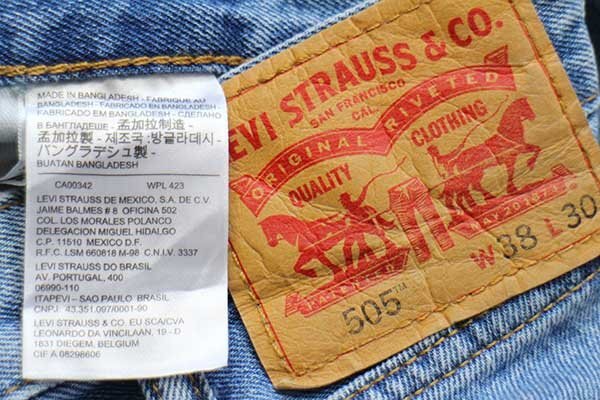 MADE IN BANGLADESH - FABRIQUE AU
BANGLADESH - FABRICADO EN BANGLADESH -
FABRICADO EM BANGLADESH - СДЕЛАНО
В БАНГЛАДЕШЕ - 孟加拉制造 -
孟加拉製 - 제조국 :방글라데시 -
バングラデシュ製 -
BUATAN BANGLADESH
CA00342 WPL 423
LEVI STRAUSS DE MEXICO, S.A. DE C.V.
JAIME BALMES # 8 OFICINA 502
COL. LOS MORALES POLANCO
DELEGACION MIGUEL HIDALGO
C.P. 11510 MEXICO D.F.
R.F.C. LSM 660818 M-98 C.N.I.V. 3337
LEVI STRAUSS DO BRASIL
AV. PORTUGAL, 400
06990-110
ITAPEVI – SAO PAULO BRASIL
CNPJ: 43.351.097/0001-90
LEVI STRAUSS & CO. EU SCA/CVA
LEONARDO DA VINCILAAN, 19 - D
1831 DIEGEM, BELGIUM
CIF A 08298606
LEVI STRAUSS & CO.
SAN FRANCISCO
CAL.
ORIGINAL RIVETED
QUALITY CLOTHING
505™
W 38 L 30